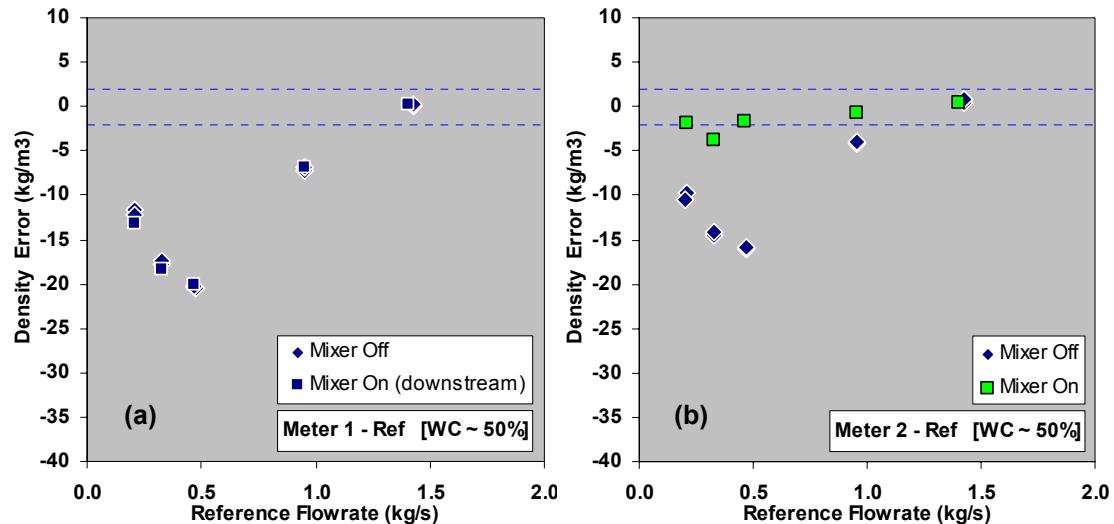 10
5
0
-5
-10
-15
-20
-25
-30
-35
-40
Density Error (kg/m3)
Mixer Off
Mixer On (downstream)
(a)
Meter 1 - Ref [WC ~ 50%]
0.0 0.5 1.0 1.5 2.0
Reference Flowrate (kg/s)
10
5
0
-5
-10
-15
-20
-25
-30
-35
-40
Density Error (kg/m3)
Mixer Off
Mixer On
(b)
Meter 2 - Ref [WC ~ 50%]
0.0 0.5 1.0 1.5 2.0
Reference Flowrate (kg/s)